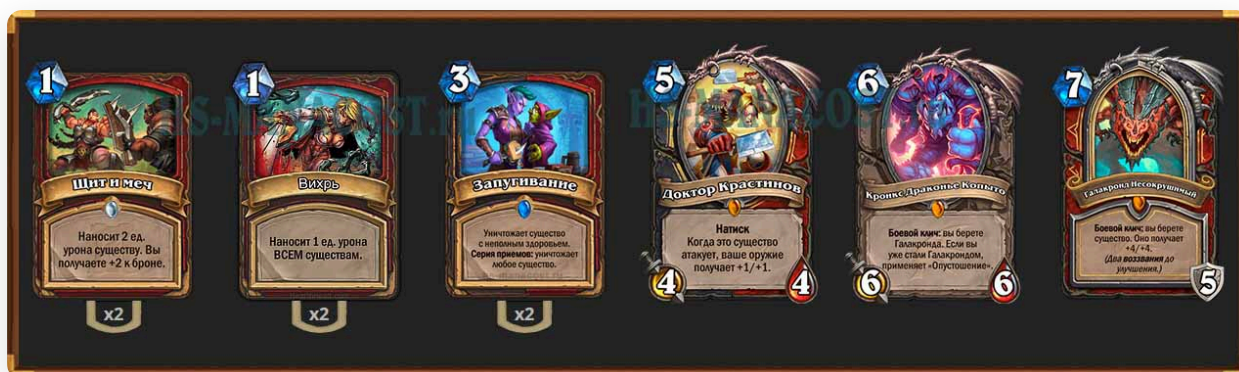 1
Щит и меч
Наносит 2 ед.
урона существу. Вы
получаете +2 к броне.
x2
1
Вихрь
Наносит 1 ед. урона
ВСЕМ существам.
x2
3
Запугивание
Уничтожает существо
с неполным здоровьем.
Серия приемов: уничтожает
любое существо.
x2
5
Доктор Крастинов
Натиск
Когда это существо
атакует, ваше оружие
получает +1/+1.
4
4
6
Кроникс Драконье Копыто
Боевой клич: вы берете
Галакронда. Если вы
уже стали Галакрондом,
применяет «Опустошение».
6
6
7
Галакронд Несокрушимый
Боевой клич: вы берете
существо. Оно получает
+4/+4.
(Два воззвания до
улучшения.)
5